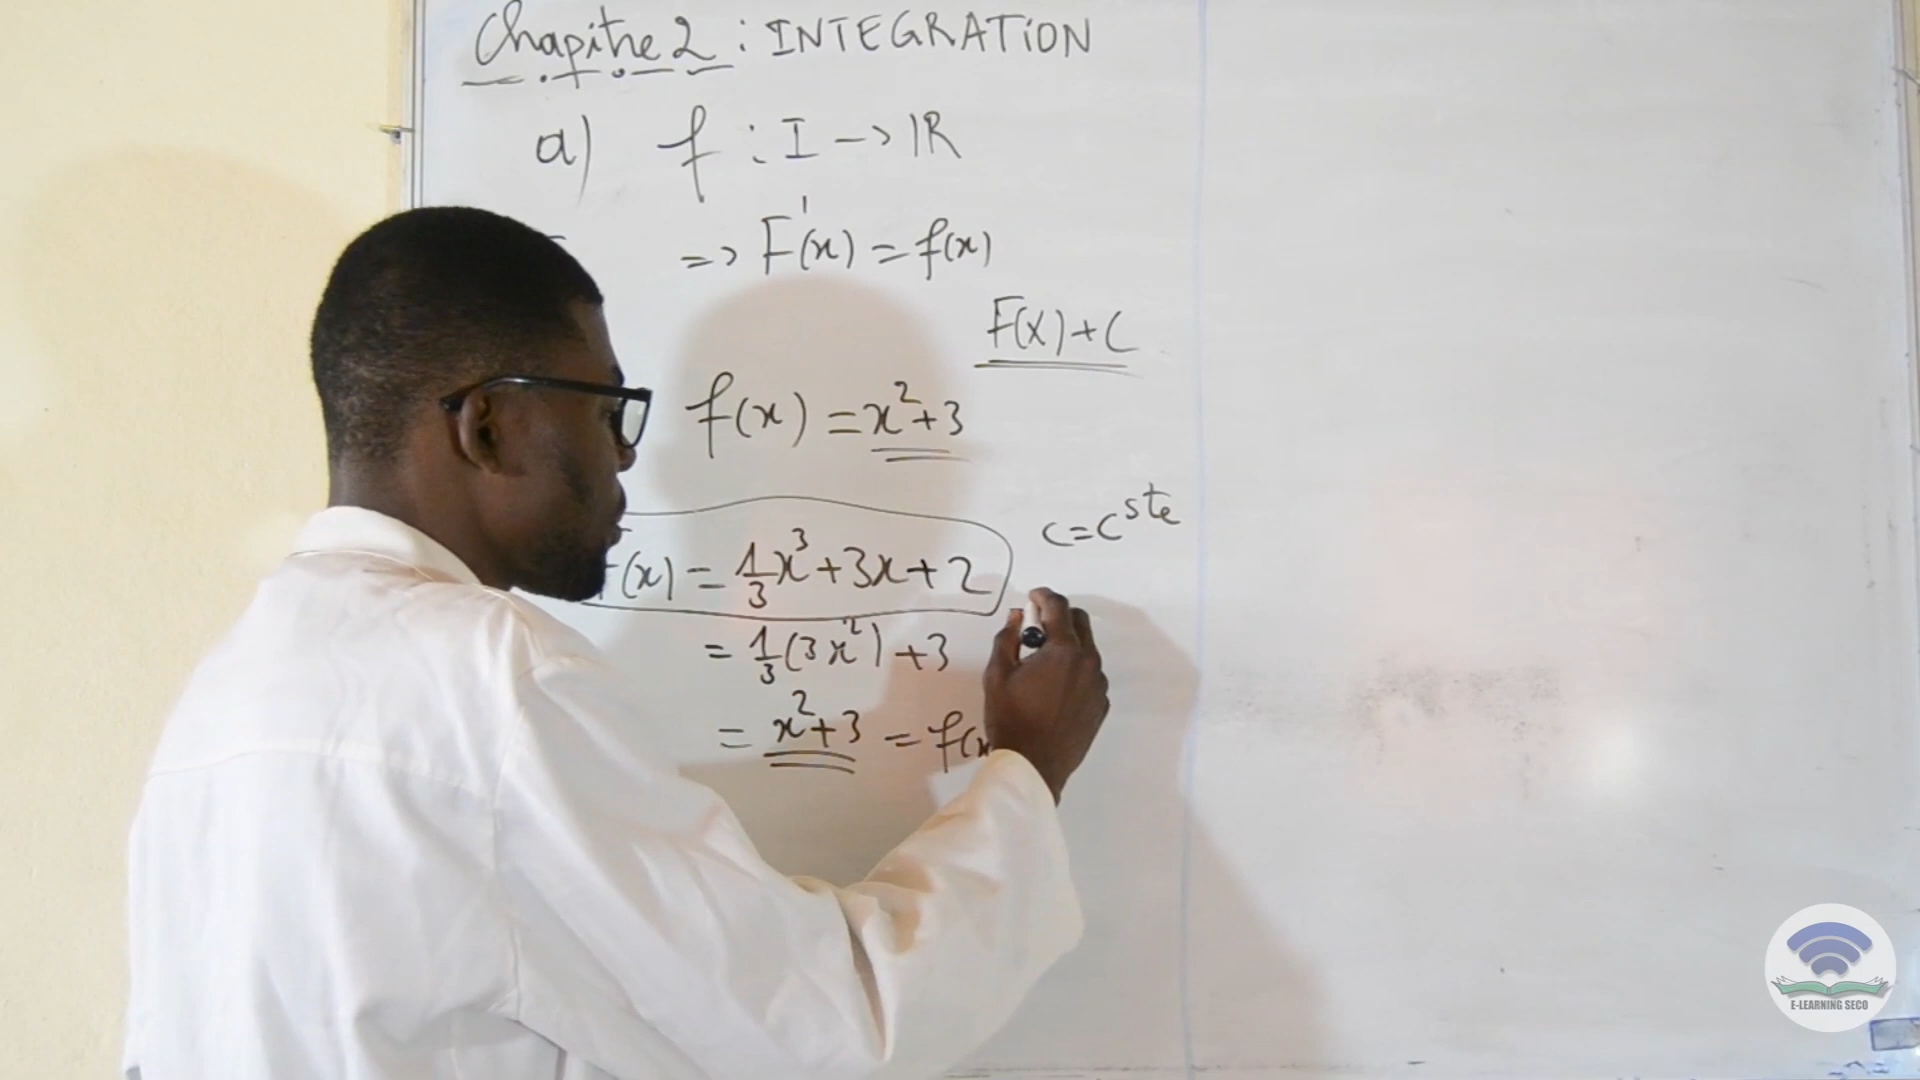 Chapitre 2 : INTEGRATION
a) f : I -> IR
=> F'(x) = f(x)
F(x) + C
f(x) = x²+3
c = c^ste
F(x) = 1/3 x³ + 3x + 2
= 1/3 (3x²) + 3
= x²+3 = f(x
E-LEARNING SECO